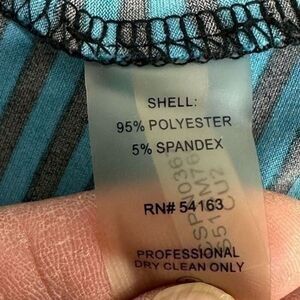 SHELL:
95% POLYESTER
5% SPANDEX
RN# 54163
PROFESSIONAL
DRY CLEAN ONLY